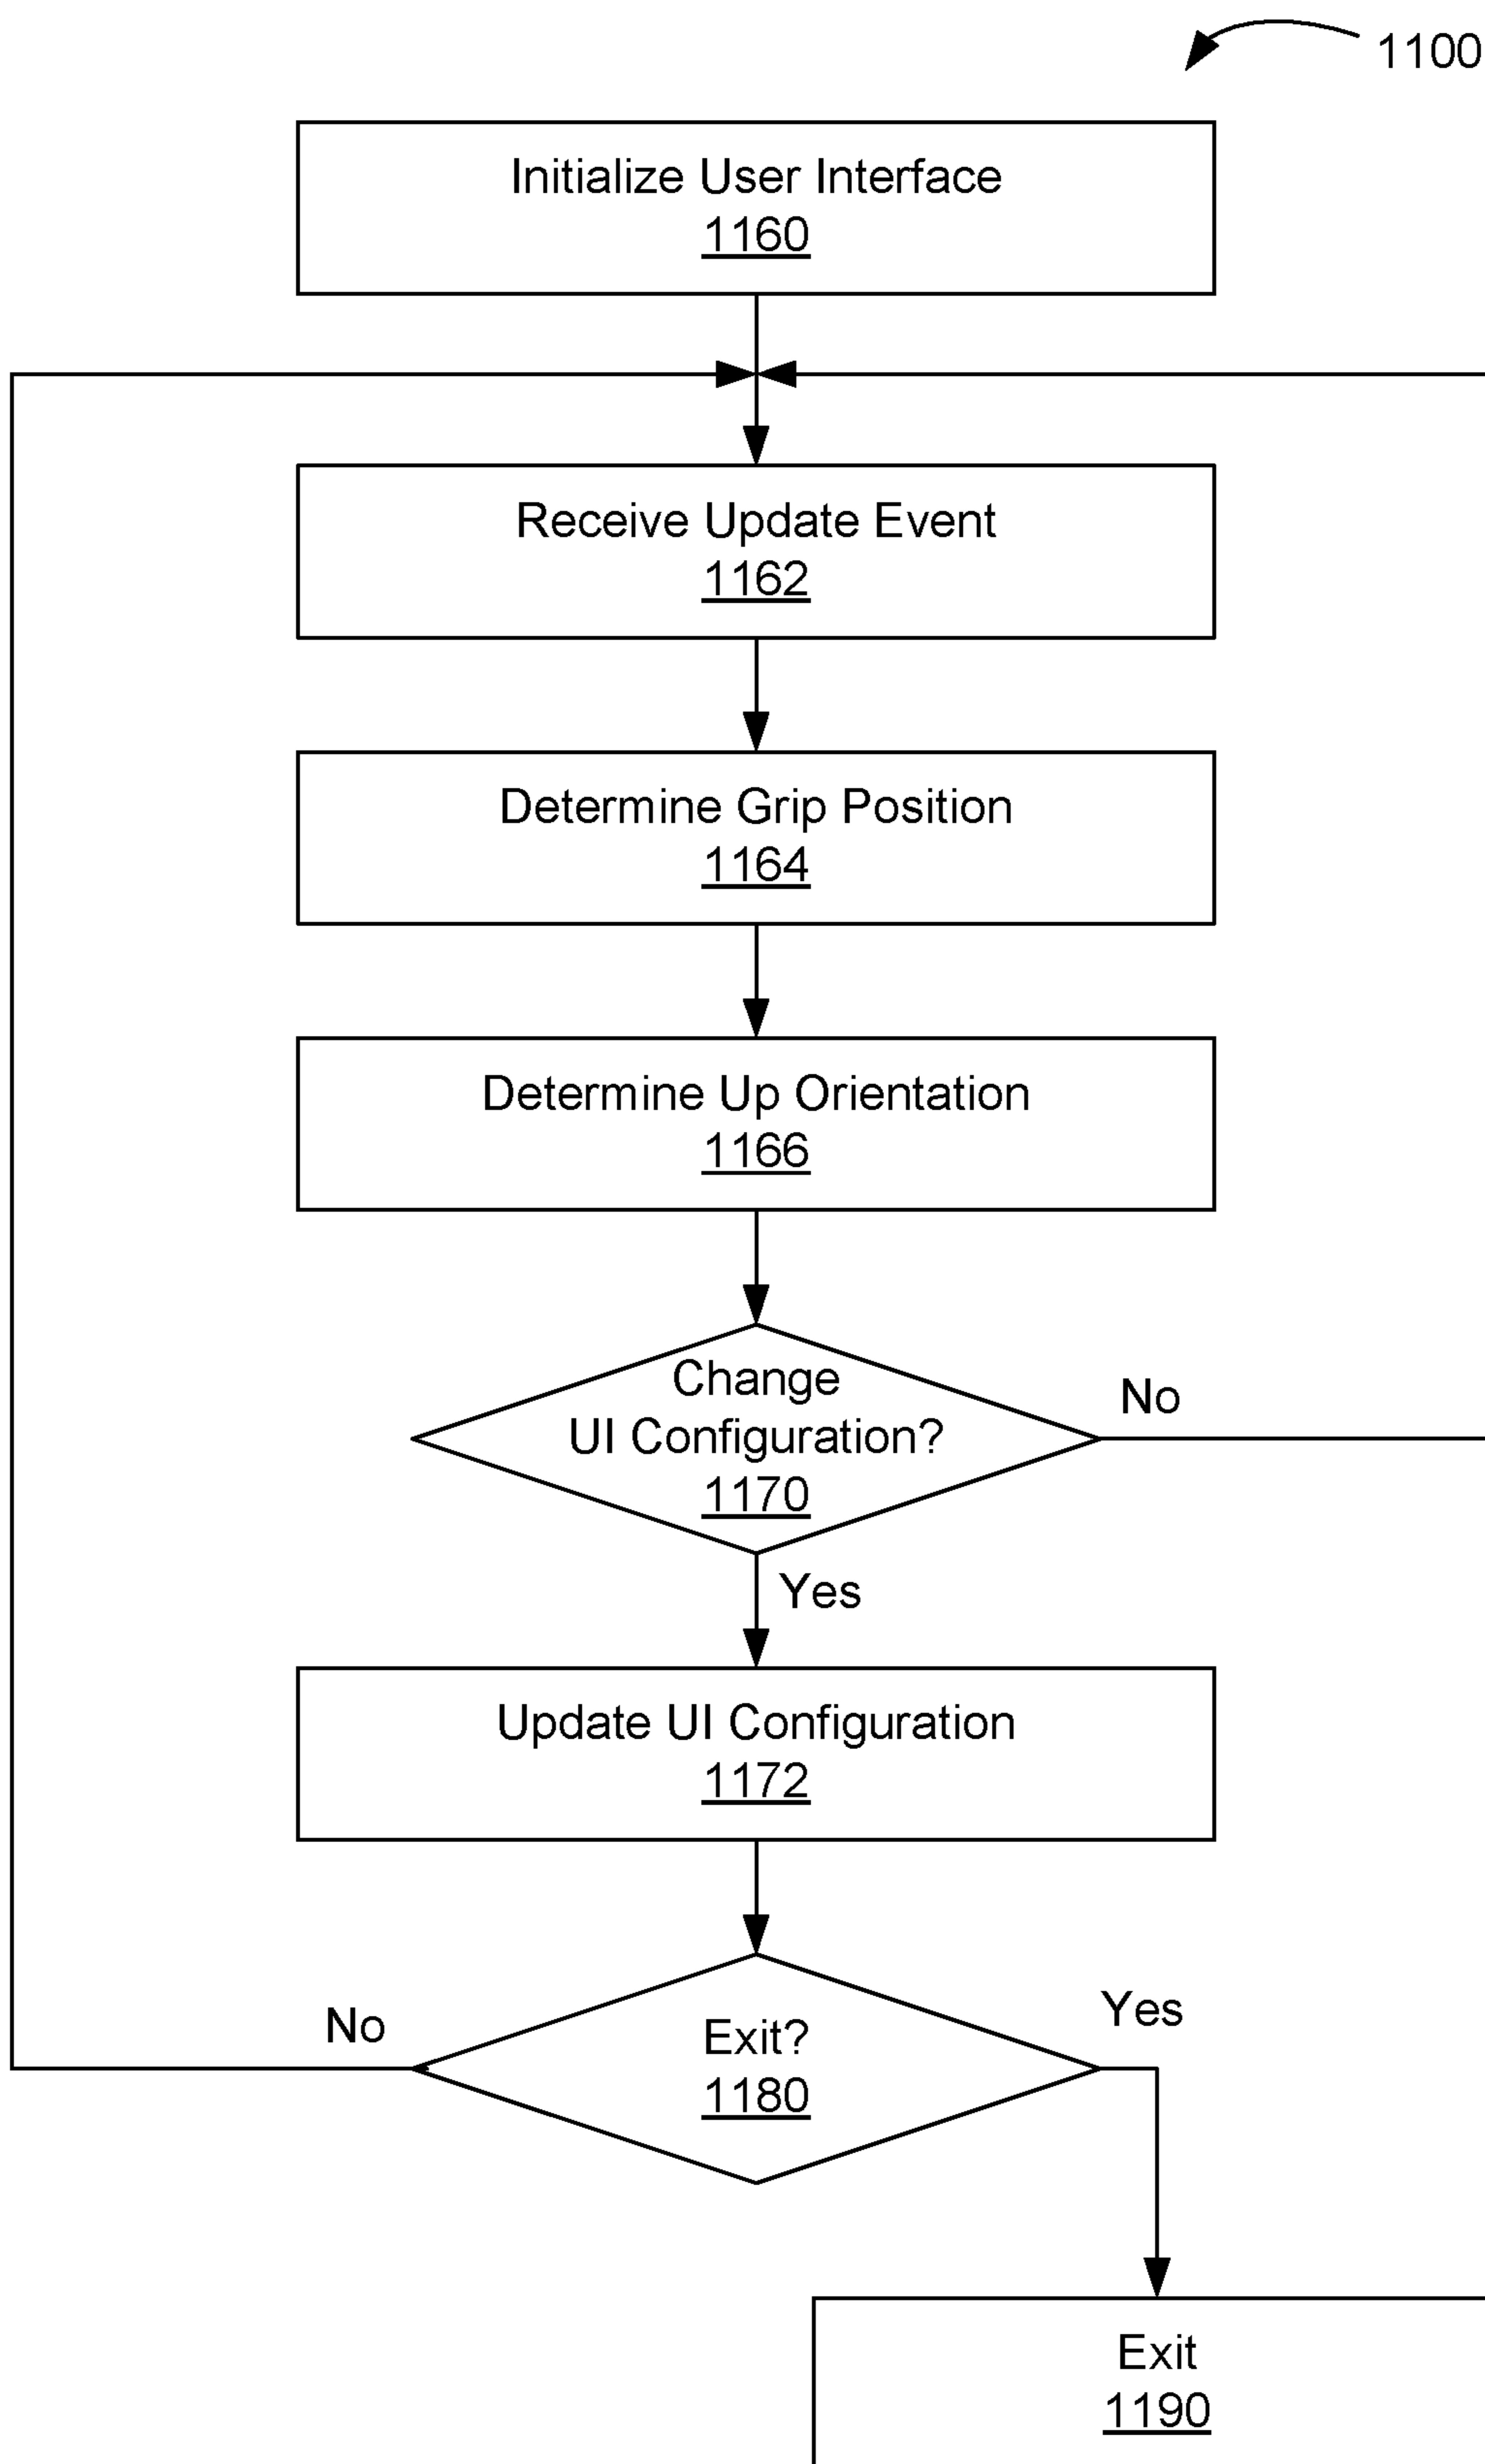 1100
Initialize User Interface
1160
Receive Update Event
1162
Determine Grip Position
1164
Determine Up Orientation
1166
Change
UI Configuration?
1170
No
Yes
Update UI Configuration
1172
No
Exit?
1180
Yes
Exit
1190